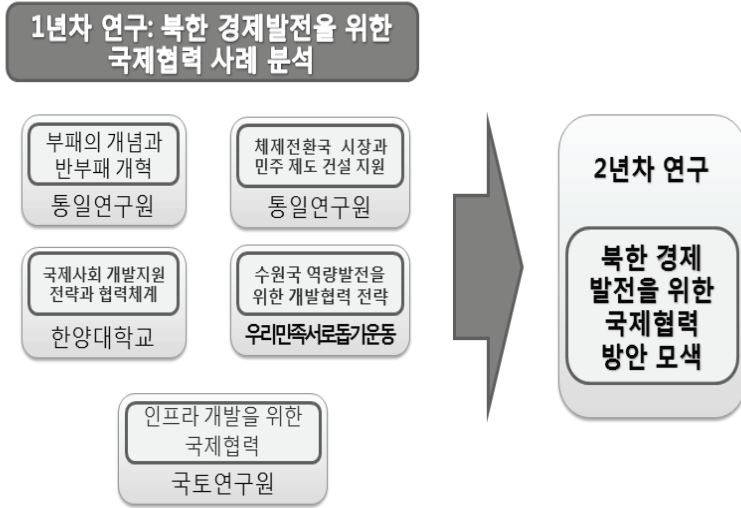 1년차 연구: 북한 경제발전을 위한
국제협력 사례 분석
부패의 개념과
반부패 개혁
통일연구원
체제전환국 시장과
민주 제도 건설 지원
통일연구원
국제사회 개발지원
전략과 협력체계
한양대학교
수원국 역량발전을
위한 개발협력 전략
우리민족서로돕기운동
인프라 개발을 위한
국제협력
국토연구원
2년차 연구
북한 경제
발전을 위한
국제협력
방안 모색